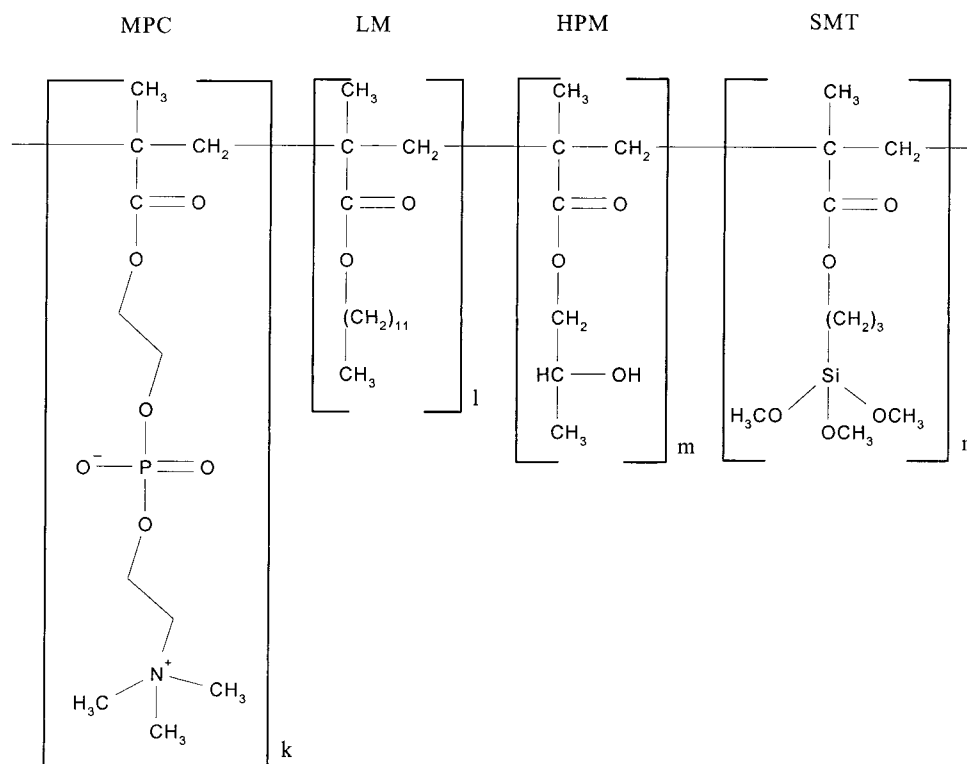 MPC LM HPM SMT
CH₃ CH₃ CH₃ CH₃
C CH₂ C CH₂ C CH₂ C CH₂
C O C O C O C O
O O O O
(CH₂)₁₁ CH₂ (CH₂)₃
CH₃ HC OH Si
l
O H₃CO OCH₃
OCH₃
CH₃
m n
O⁻ P O
O
N⁺
H₃C CH₃
CH₃
k